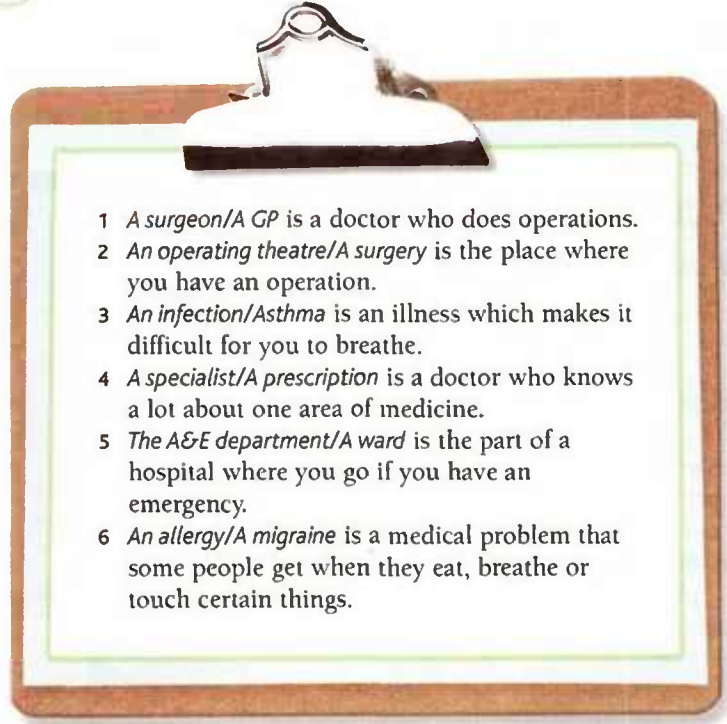 1 A surgeon/A GP is a doctor who does operations.
2 An operating theatre/A surgery is the place where
you have an operation.
3 An infection/Asthma is an illness which makes it
difficult for you to breathe.
4 A specialist/A prescription is a doctor who knows
a lot about one area of medicine.
5 The A&E department/A ward is the part of a
hospital where you go if you have an
emergency.
6 An allergy/A migraine is a medical problem that
some people get when they eat, breathe or
touch certain things.